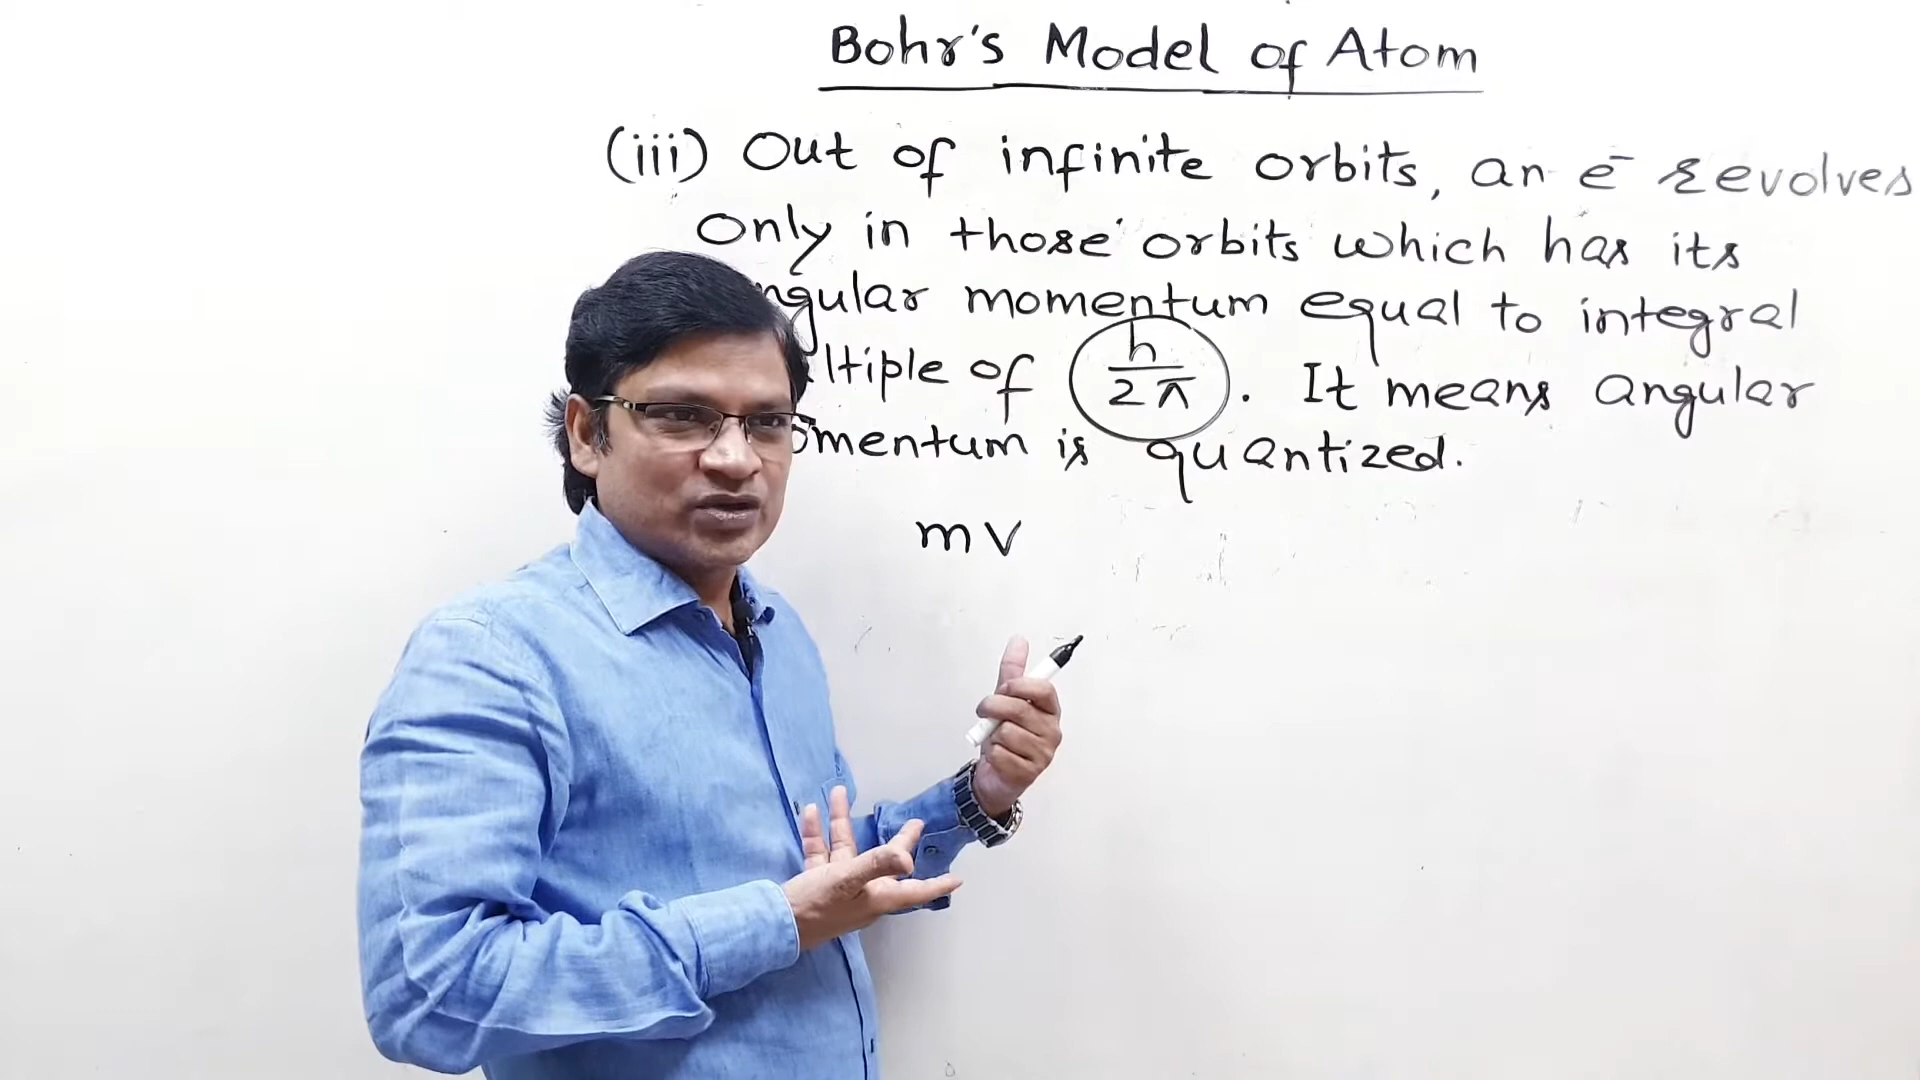 Bohr's Model of Atom
(iii) Out of infinite orbits, an e⁻ revolves
only in those orbits which has its
ngular momentum equal to integral
ltiple of h/2π. It means angular
omentum is quantized.
mv